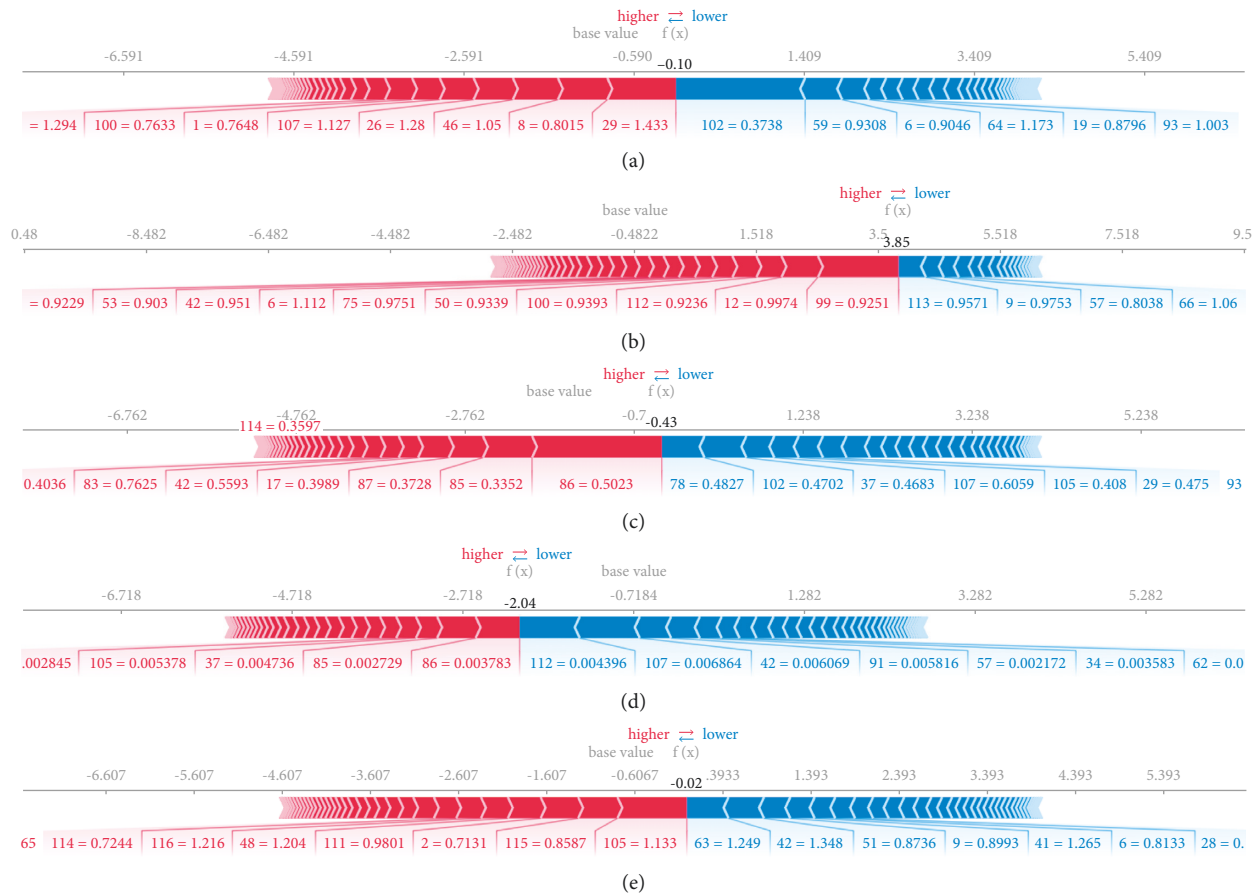 higher ⇄ lower
base value f (x)
-6.591 -4.591 -2.591 -0.590 -0.10 1.409 3.409 5.409
= 1.294 100 = 0.7633 1 = 0.7648 107 = 1.127 26 = 1.28 46 = 1.05 8 = 0.8015 29 = 1.433 102 = 0.3738 59 = 0.9308 6 = 0.9046 64 = 1.173 19 = 0.8796 93 = 1.003
(a)
higher ⇄ lower
base value f (x)
0.48 -8.482 -6.482 -4.482 -2.482 -0.4822 1.518 3.5 3.85 5.518 7.518 9.5
= 0.9229 53 = 0.903 42 = 0.951 6 = 1.112 75 = 0.9751 50 = 0.9339 100 = 0.9393 112 = 0.9236 12 = 0.9974 99 = 0.9251 113 = 0.9571 9 = 0.9753 57 = 0.8038 66 = 1.06
(b)
higher ⇄ lower
base value f (x)
-6.762 -4.762 -2.762 -0.7 -0.43 1.238 3.238 5.238
114 = 0.3597
0.4036 83 = 0.7625 42 = 0.5593 17 = 0.3989 87 = 0.3728 85 = 0.3352 86 = 0.5023 78 = 0.4827 102 = 0.4702 37 = 0.4683 107 = 0.6059 105 = 0.408 29 = 0.475 93
(c)
higher ⇄ lower
f (x) base value
-6.718 -4.718 -2.718 -2.04 -0.7184 1.282 3.282 5.282
.002845 105 = 0.005378 37 = 0.004736 85 = 0.002729 86 = 0.003783 112 = 0.004396 107 = 0.006864 42 = 0.006069 91 = 0.005816 57 = 0.002172 34 = 0.003583 62 = 0.0
(d)
higher ⇄ lower
base value f (x)
-6.607 -5.607 -4.607 -3.607 -2.607 -1.607 -0.6067 -0.02 .3933 1.393 2.393 3.393 4.393 5.393
65 114 = 0.7244 116 = 1.216 48 = 1.204 111 = 0.9801 2 = 0.7131 115 = 0.8587 105 = 1.133 63 = 1.249 42 = 1.348 51 = 0.8736 9 = 0.8993 41 = 1.265 6 = 0.8133 28 = 0.
(e)